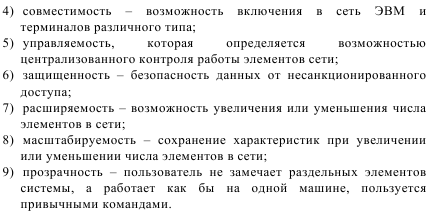 4) совместимость – возможность включения в сеть ЭВМ и
терминалов различного типа;
5) управляемость, которая определяется возможностью
централизованного контроля работы элементов сети;
6) защищенность – безопасность данных от несанкционированного
доступа;
7) расширяемость – возможность увеличения или уменьшения числа
элементов в сети;
8) масштабируемость – сохранение характеристик при увеличении
или уменьшении числа элементов в сети;
9) прозрачность – пользователь не замечает раздельных элементов
системы, а работает как бы на одной машине, пользуется
привычными командами.